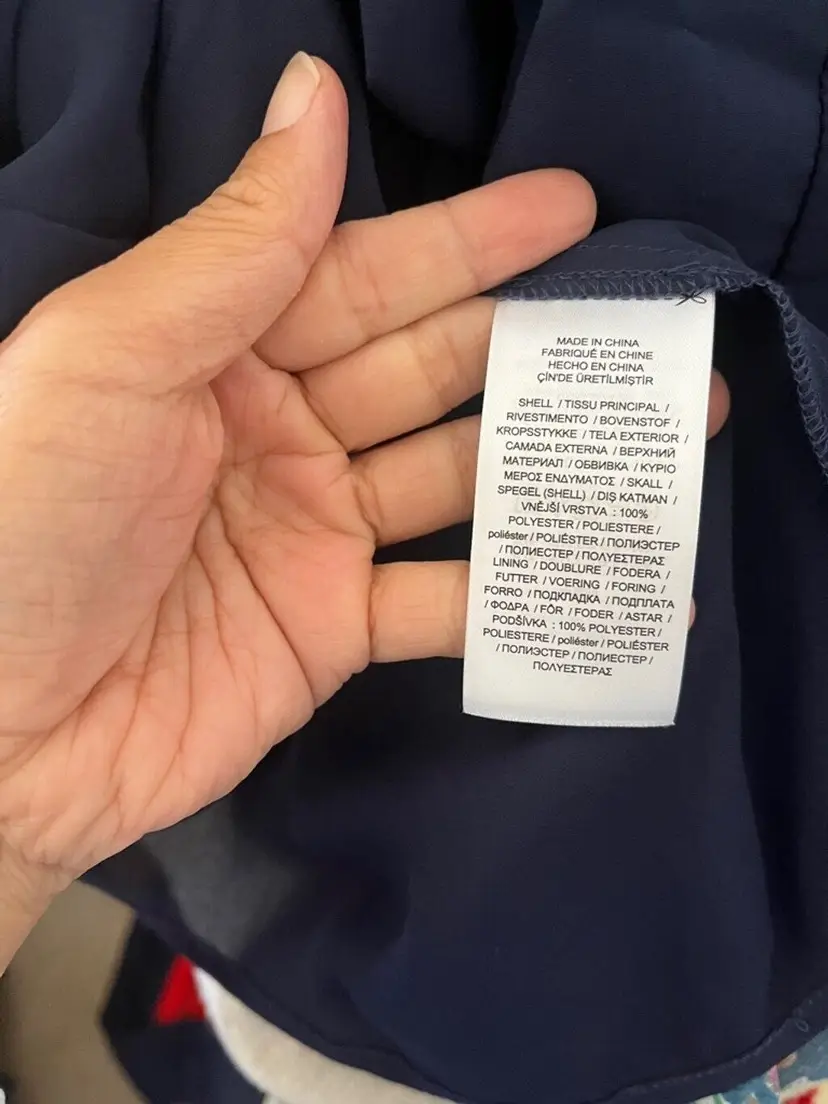 MADE IN CHINA
FABRIQUÉ EN CHINE
HECHO EN CHINA
ÇİN'DE ÜRETİLMİŞTİR
SHELL / TISSU PRINCIPAL /
RIVESTIMENTO / BOVENSTOF /
KROPSSTYKKE / TELA EXTERIOR /
CAMADA EXTERNA / ВЕРХНИЙ
МАТЕРИАЛ / ОБВИВКА / ΚΥΡΙΟ
ΜΕΡΟΣ ΕΝΔΥΜΑΤΟΣ / SKALL /
SPEGEL (SHELL) / DIŞ KATMAN /
VNĚJŠÍ VRSTVA : 100%
POLYESTER / POLIESTERE /
poliéster / POLIÉSTER / ПОЛИЭСТЕР
/ ПОЛИЕСТЕР / ΠΟΛΥΕΣΤΕΡΑΣ
LINING / DOUBLURE / FODERA /
FUTTER / VOERING / FORING /
FORRO / ПОДКЛАДКА / ПОДПЛАТА
/ ΦΟΔΡΑ / FÔR / FODER / ASTAR /
PODŠÍVKA : 100% POLYESTER /
POLIESTERE / poliéster / POLIÉSTER
/ ПОЛИЭСТЕР / ПОЛИЕСТЕР /
ΠΟΛΥΕΣΤΕΡΑΣ